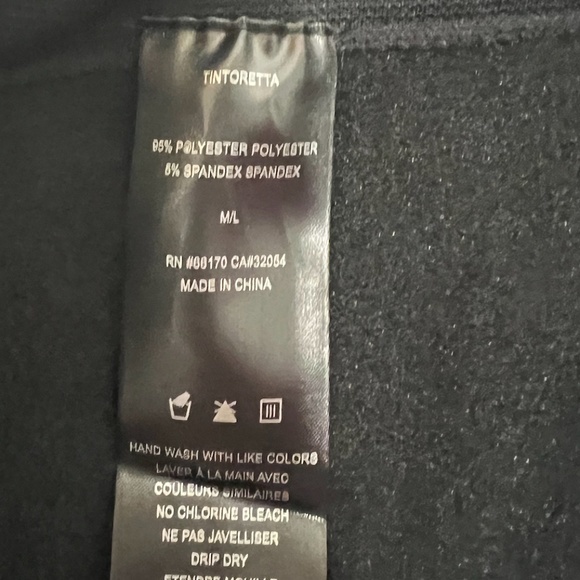 TINTORETTA
95% POLYESTER POLYESTER
5% SPANDEX SPANDEX
M/L
RN #66170 CA#32054
MADE IN CHINA
HAND WASH WITH LIKE COLORS
LAVER À LA MAIN AVEC
COULEURS SIMILAIRES
NO CHLORINE BLEACH
NE PAS JAVELLISER
DRIP DRY